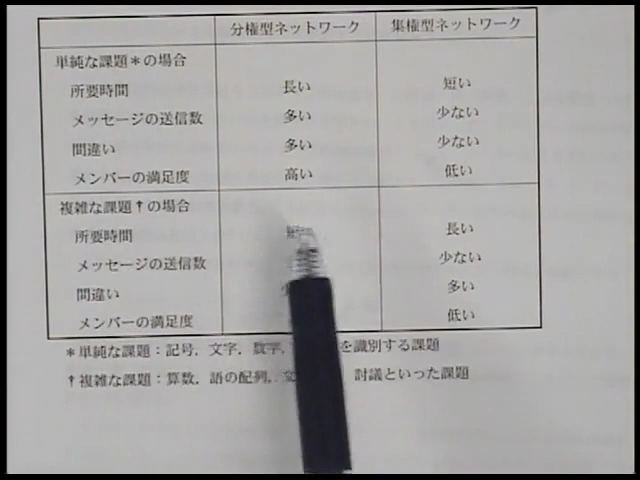 分権型ネットワーク 集権型ネットワーク
単純な課題＊の場合
所要時間 長い 短い
メッセージの送信数 多い 少ない
間違い 多い 少ない
メンバーの満足度 高い 低い
複雑な課題†の場合
所要時間 長い
メッセージの送信数 少ない
間違い 多い
メンバーの満足度 低い
＊単純な課題：記号，文字，数字， を識別する課題
†複雑な課題：算数，語の配列， 討議といった課題